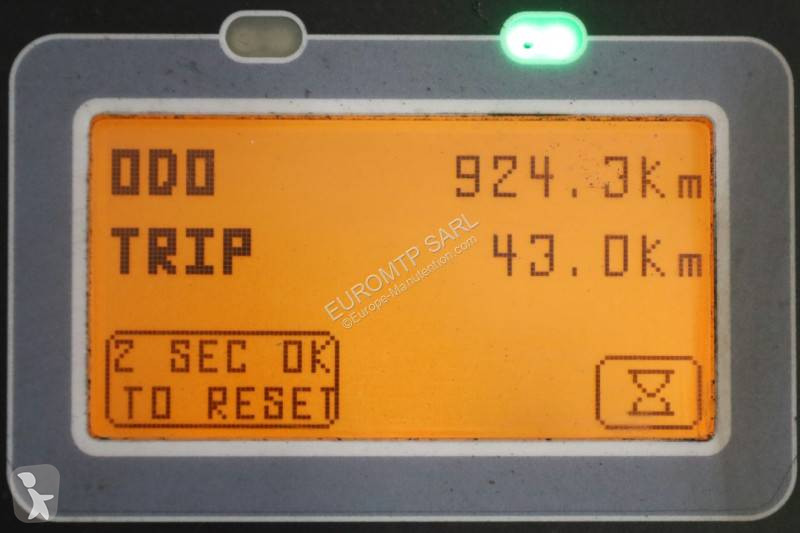 ODO 924.3Km
TRIP 43.0Km
EUROMTP SARL
©Europe-Manutention.com
2 SEC OK
TO RESET